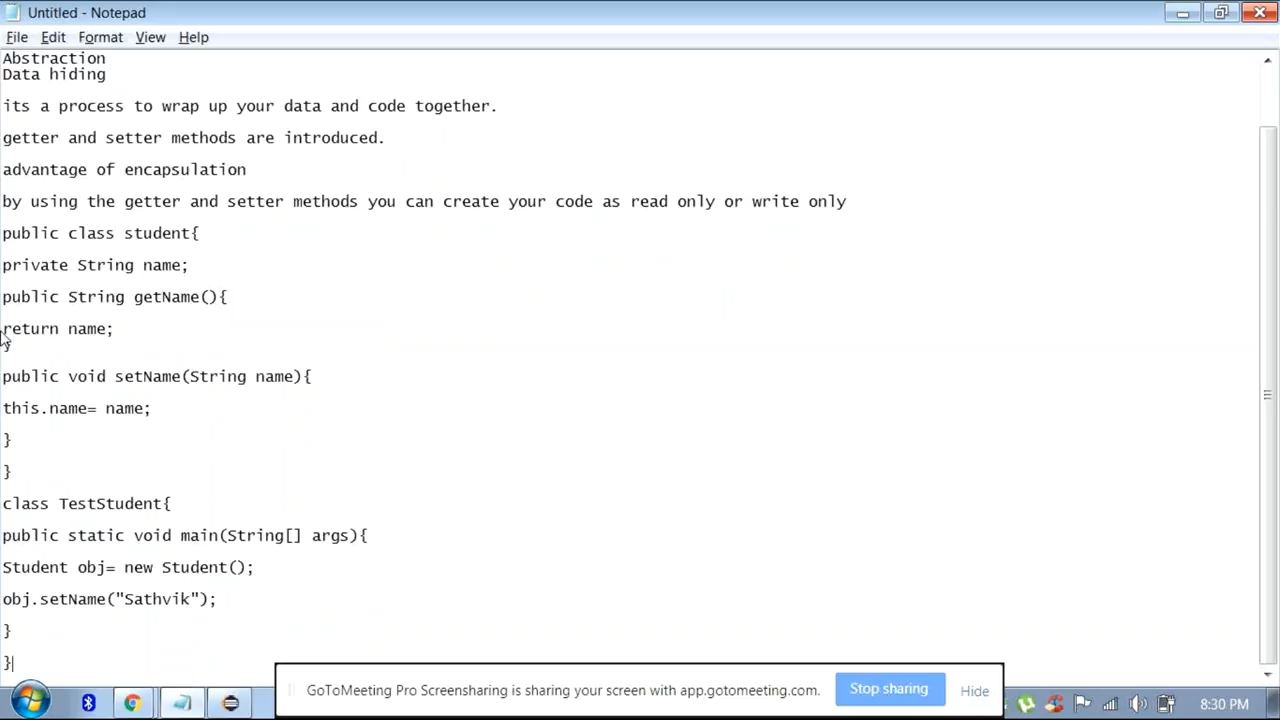 Untitled - Notepad
File Edit Format View Help
Abstraction
Data hiding
its a process to wrap up your data and code together.
getter and setter methods are introduced.
advantage of encapsulation
by using the getter and setter methods you can create your code as read only or write only
public class student{
private String name;
public String getName(){
return name;
}
public void setName(String name){
this.name= name;
}
}
class TestStudent{
public static void main(String[] args){
Student obj= new Student();
obj.setName("Sathvik");
}
}
GoToMeeting Pro Screensharing is sharing your screen with app.gotomeeting.com. Stop sharing Hide
8:30 PM